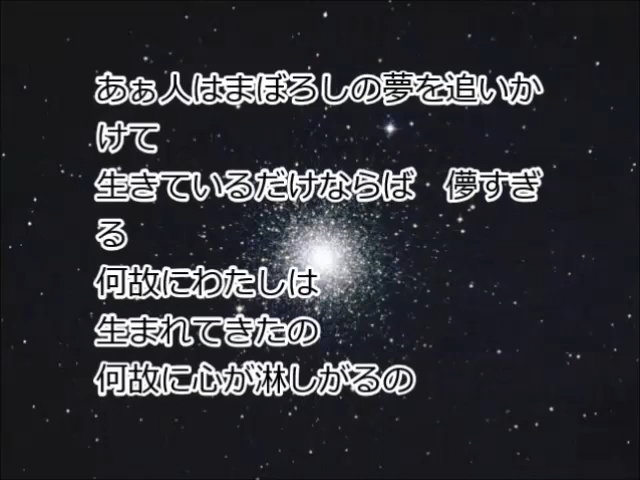 あぁ人はまぼろしの夢を追いか
けて
生きているだけならば　儚すぎ
る
何故にわたしは
生まれてきたの
何故に心が淋しがるの